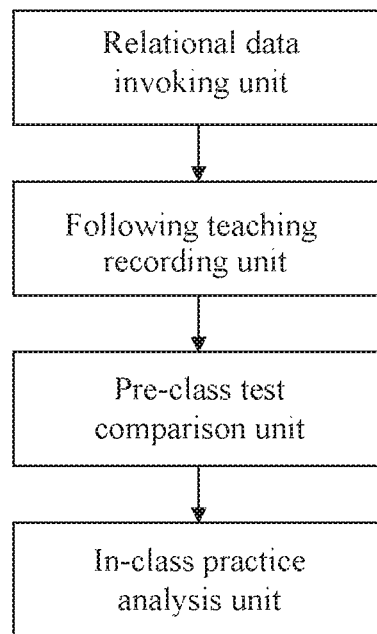 Relational data
invoking unit
Following teaching
recording unit
Pre-class test
comparison unit
In-class practice
analysis unit